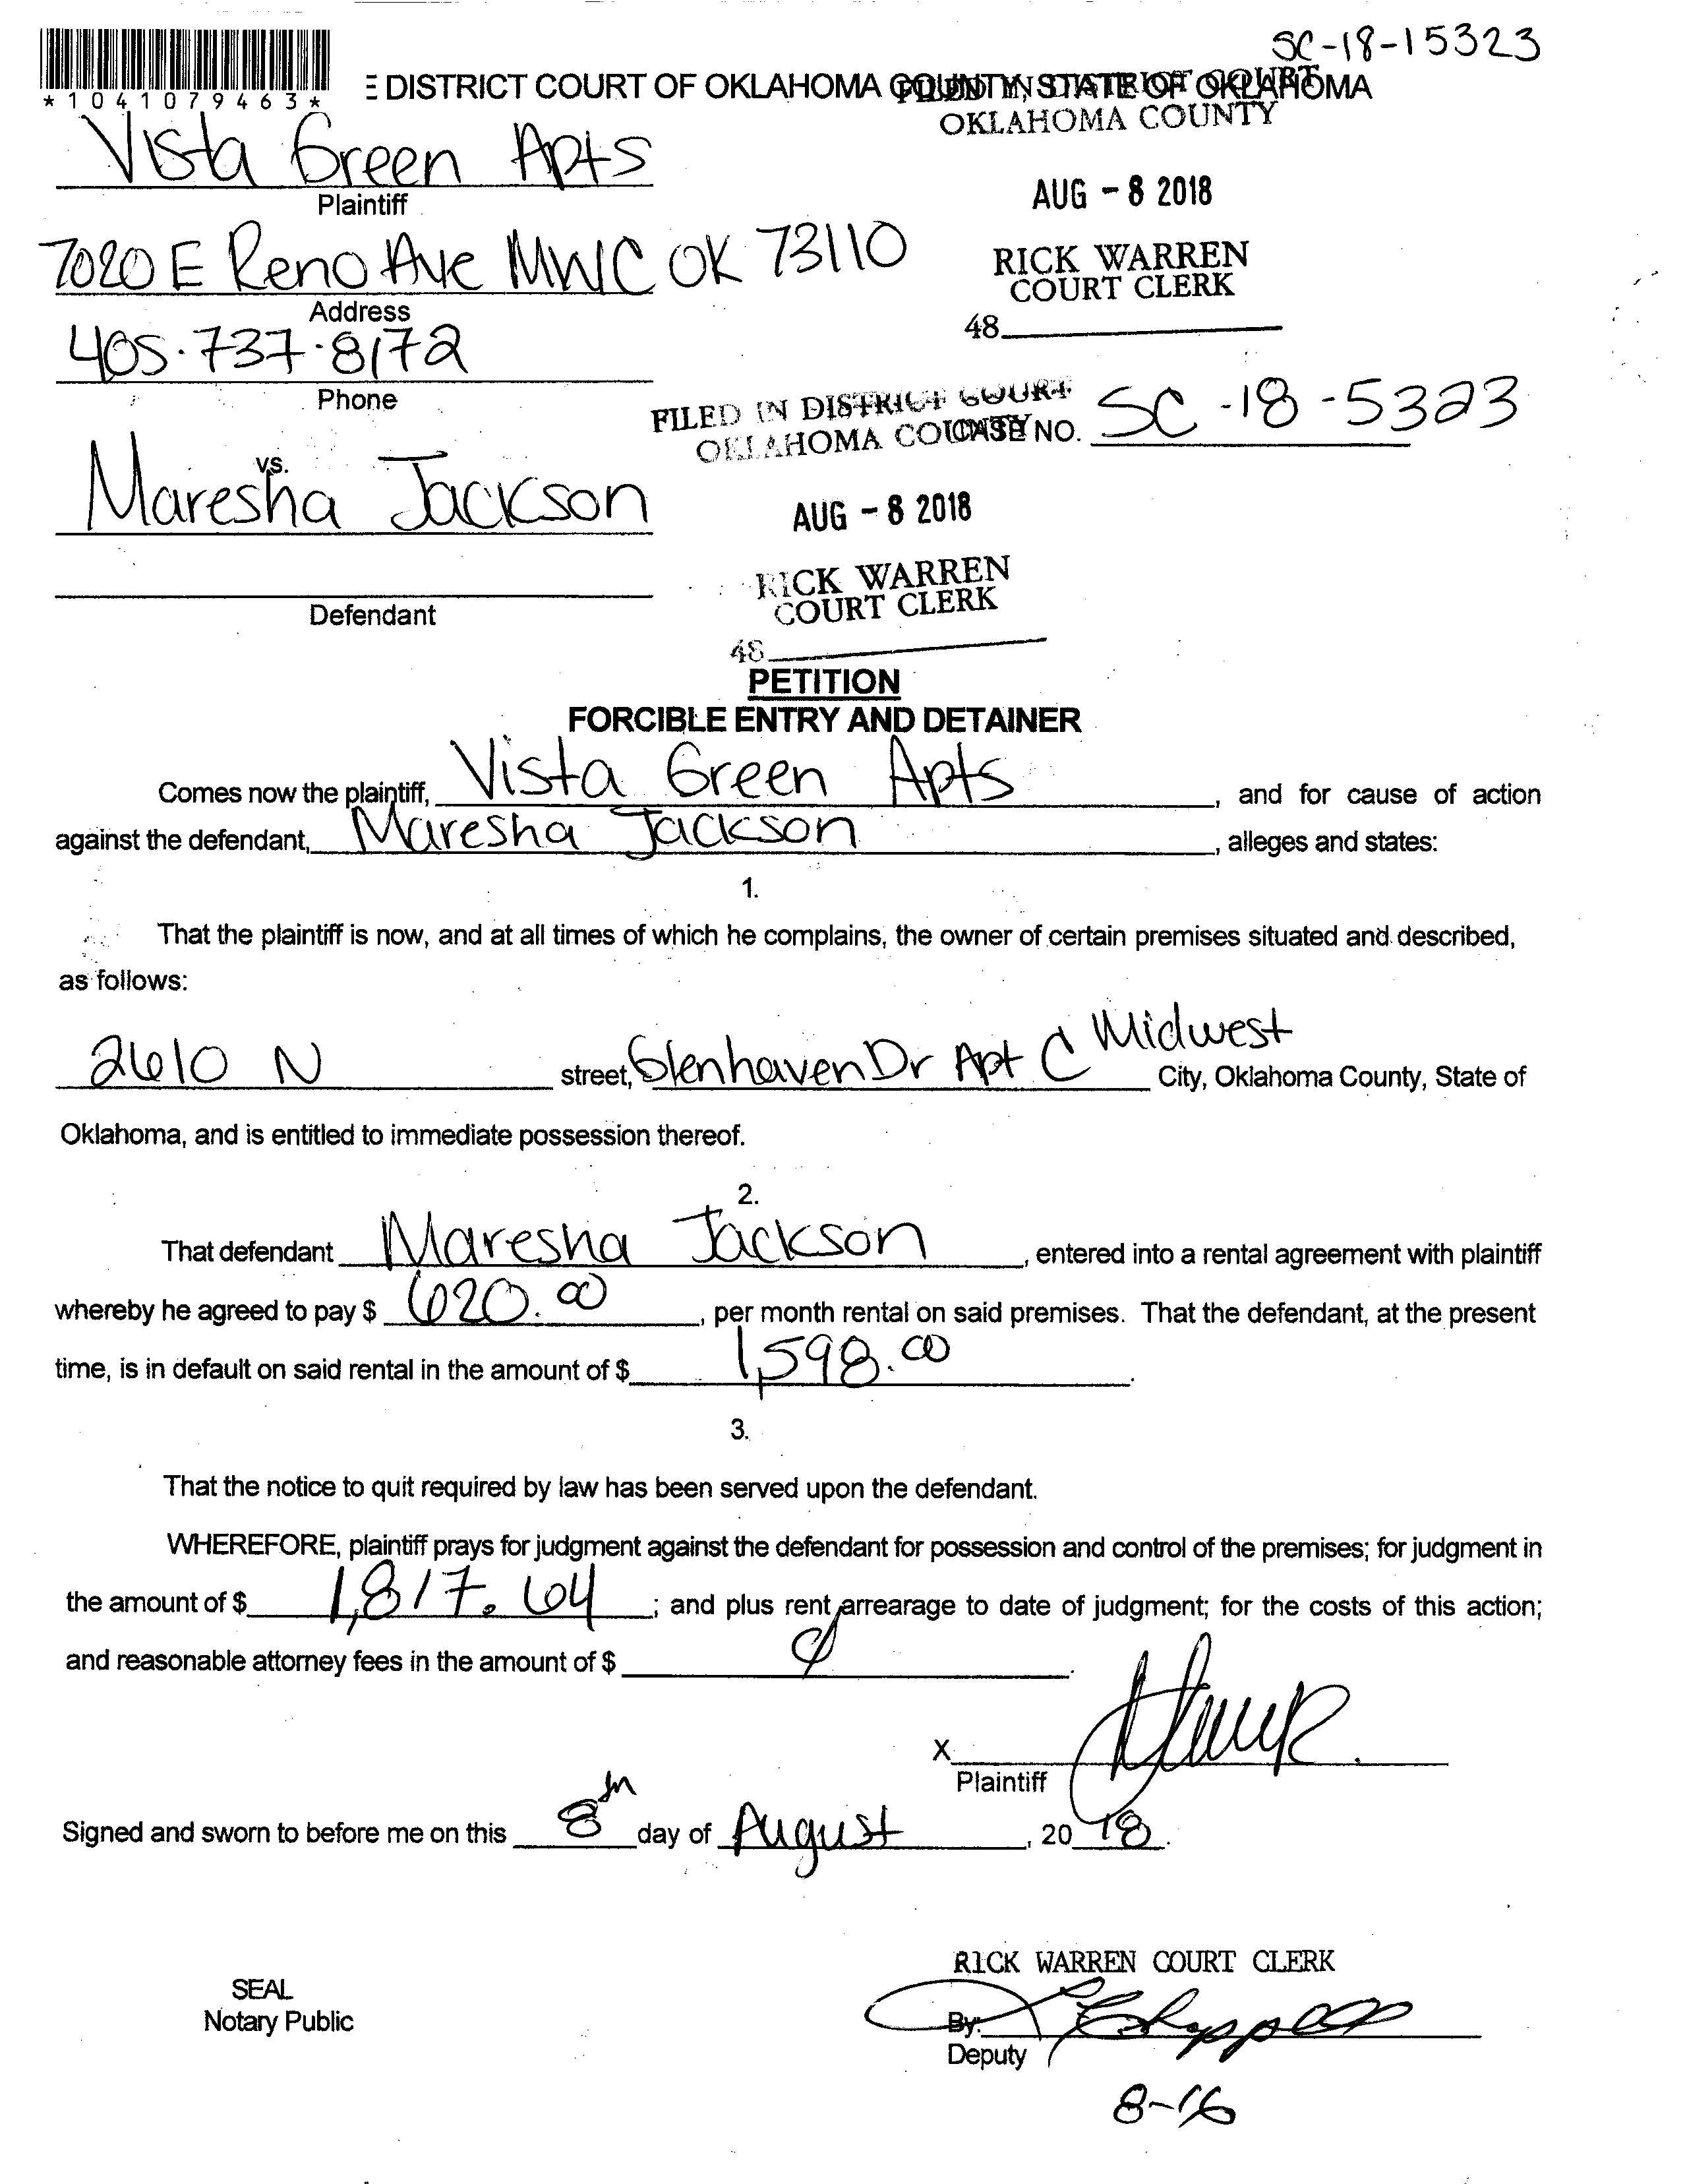 SC-18-15323
*1041079463*
E DISTRICT COURT OF OKLAHOMA COUNTY, STATE OF OKLAHOMA
FILED IN DISTRICT COURT
OKLAHOMA COUNTY
Vista Green Apts
Plaintiff
AUG - 8 2018
7020 E Reno Ave MWC OK 73110
RICK WARREN
COURT CLERK
Address
48
405.737.8172
Phone
FILED IN DISTRICT COURT
OKLAHOMA COUNTY
CASE NO. SC-18-5323
vs.
Maresha Jackson
AUG - 8 2018
RICK WARREN
COURT CLERK
Defendant
48
PETITION
FORCIBLE ENTRY AND DETAINER
Comes now the plaintiff, Vista Green Apts, and for cause of action
against the defendant, Maresha Jackson, alleges and states:
1.
That the plaintiff is now, and at all times of which he complains, the owner of certain premises situated and described,
as follows:
2610 N street, Glenhaven Dr Apt C Midwest City, Oklahoma County, State of
Oklahoma, and is entitled to immediate possession thereof.
2.
That defendant Maresha Jackson, entered into a rental agreement with plaintiff
whereby he agreed to pay $ 620.00, per month rental on said premises. That the defendant, at the present
time, is in default on said rental in the amount of $ 1,598.00.
3.
That the notice to quit required by law has been served upon the defendant.
WHEREFORE, plaintiff prays for judgment against the defendant for possession and control of the premises; for judgment in
the amount of $ 1,817.64; and plus rent arrearage to date of judgment; for the costs of this action;
and reasonable attorney fees in the amount of $ ∅.
X
Plaintiff
Signed and sworn to before me on this 8th day of August, 2018.
RICK WARREN COURT CLERK
SEAL
Notary Public
By:
Deputy
8-16